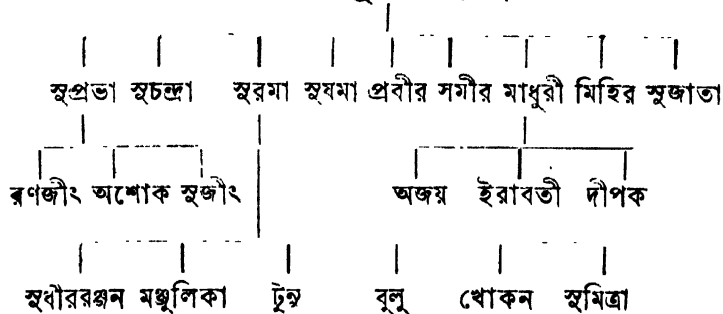 সুপ্রভা সুচন্দ্রা সুরমা সুষমা প্রবীর সমীর মাধুরী মিহির সুজাতা
রণজীৎ অশোক সুজীৎ অজয় ইরাবতী দীপক
সুধীররঞ্জন মঞ্জুলিকা টুনু বুলু খোকন সুমিত্রা